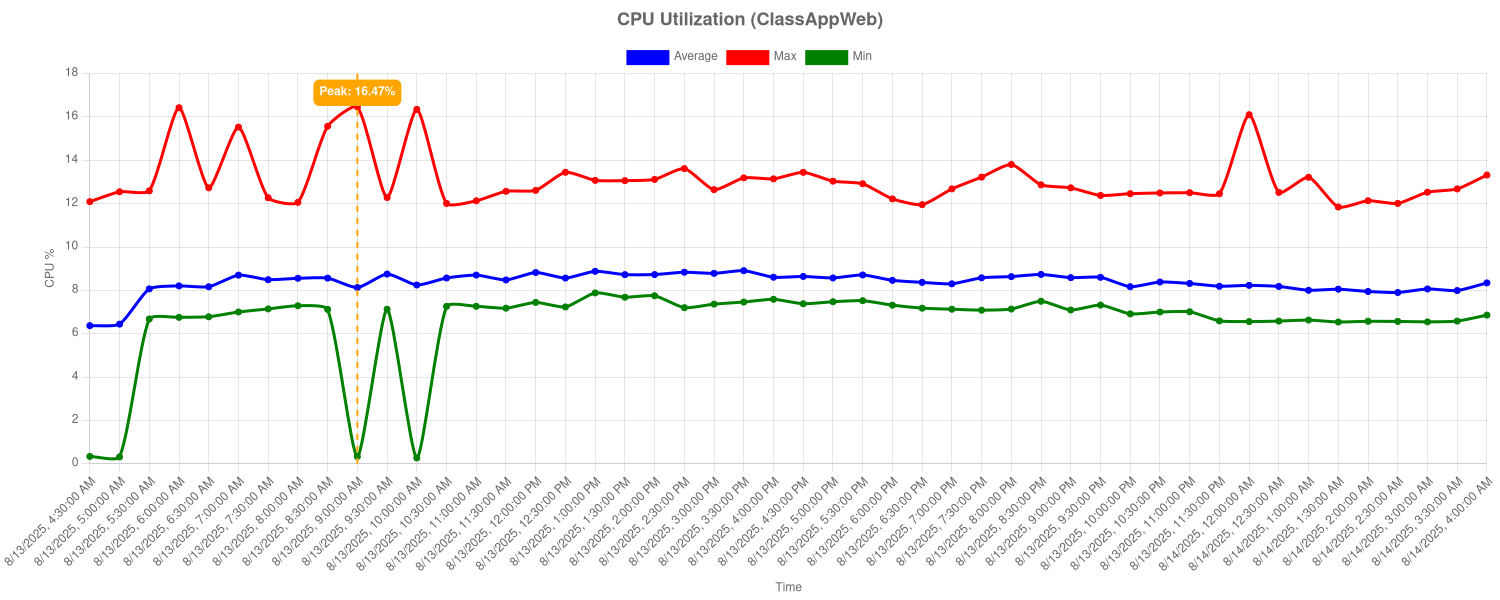 CPU Utilization (ClassAppWeb)
Average Max Min
Peak: 16.47%
18
16
14
12
10
8
6
4
2
0
CPU %
8/13/2025, 4:30:00 AM
8/13/2025, 5:00:00 AM
8/13/2025, 5:30:00 AM
8/13/2025, 6:00:00 AM
8/13/2025, 6:30:00 AM
8/13/2025, 7:00:00 AM
8/13/2025, 7:30:00 AM
8/13/2025, 8:00:00 AM
8/13/2025, 8:30:00 AM
8/13/2025, 9:00:00 AM
8/13/2025, 9:30:00 AM
8/13/2025, 10:00:00 AM
8/13/2025, 10:30:00 AM
8/13/2025, 11:00:00 AM
8/13/2025, 11:30:00 AM
8/13/2025, 12:00:00 PM
8/13/2025, 12:30:00 PM
8/13/2025, 1:00:00 PM
8/13/2025, 1:30:00 PM
8/13/2025, 2:00:00 PM
8/13/2025, 2:30:00 PM
8/13/2025, 3:00:00 PM
8/13/2025, 3:30:00 PM
8/13/2025, 4:00:00 PM
8/13/2025, 4:30:00 PM
8/13/2025, 5:00:00 PM
8/13/2025, 5:30:00 PM
8/13/2025, 6:00:00 PM
8/13/2025, 6:30:00 PM
8/13/2025, 7:00:00 PM
8/13/2025, 7:30:00 PM
8/13/2025, 8:00:00 PM
8/13/2025, 8:30:00 PM
8/13/2025, 9:00:00 PM
8/13/2025, 9:30:00 PM
8/13/2025, 10:00:00 PM
8/13/2025, 10:30:00 PM
8/13/2025, 11:00:00 PM
8/13/2025, 11:30:00 PM
8/14/2025, 12:00:00 AM
8/14/2025, 12:30:00 AM
8/14/2025, 1:00:00 AM
8/14/2025, 1:30:00 AM
8/14/2025, 2:00:00 AM
8/14/2025, 2:30:00 AM
8/14/2025, 3:00:00 AM
8/14/2025, 3:30:00 AM
8/14/2025, 4:00:00 AM
Time